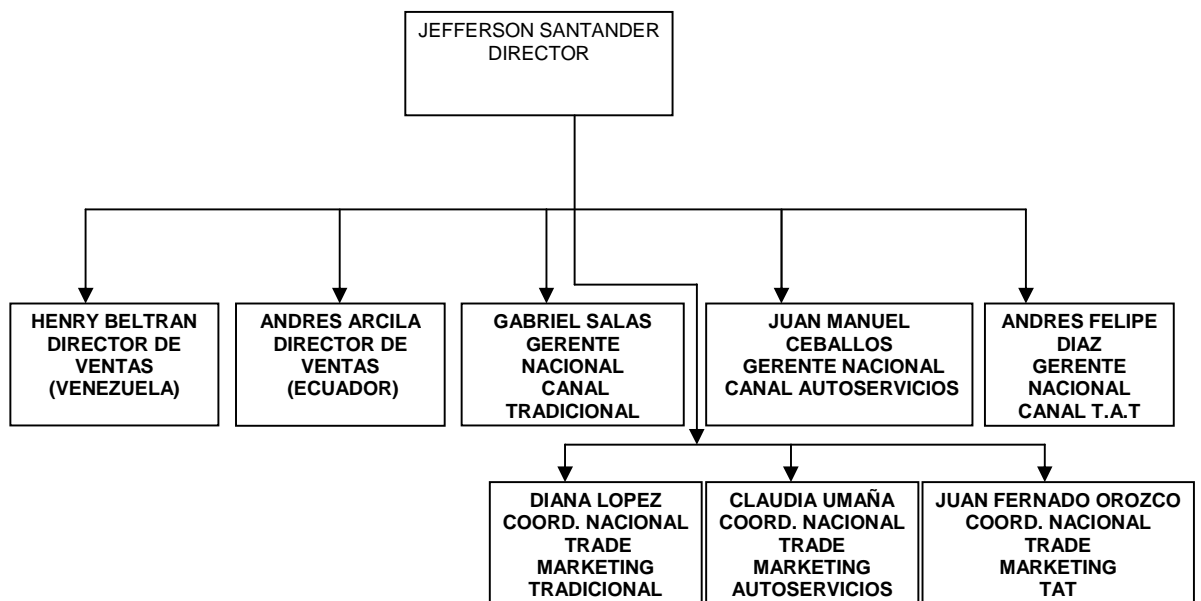 JEFFERSON SANTANDER
DIRECTOR
HENRY BELTRAN
DIRECTOR DE
VENTAS
(VENEZUELA)
ANDRES ARCILA
DIRECTOR DE
VENTAS
(ECUADOR)
GABRIEL SALAS
GERENTE
NACIONAL
CANAL
TRADICIONAL
JUAN MANUEL
CEBALLOS
GERENTE NACIONAL
CANAL AUTOSERVICIOS
ANDRES FELIPE
DIAZ
GERENTE
NACIONAL
CANAL T.A.T
DIANA LOPEZ
COORD. NACIONAL
TRADE
MARKETING
TRADICIONAL
CLAUDIA UMAÑA
COORD. NACIONAL
TRADE
MARKETING
AUTOSERVICIOS
JUAN FERNADO OROZCO
COORD. NACIONAL
TRADE
MARKETING
TAT